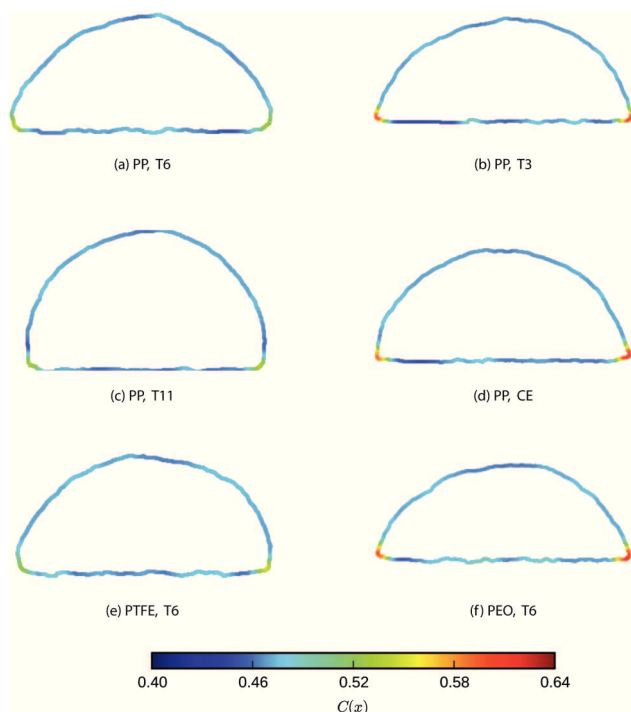 (a) PP, T6
(b) PP, T3
(c) PP, T11
(d) PP, CE
(e) PTFE, T6
(f) PEO, T6
0.40 0.46 0.52 0.58 0.64
C(x)